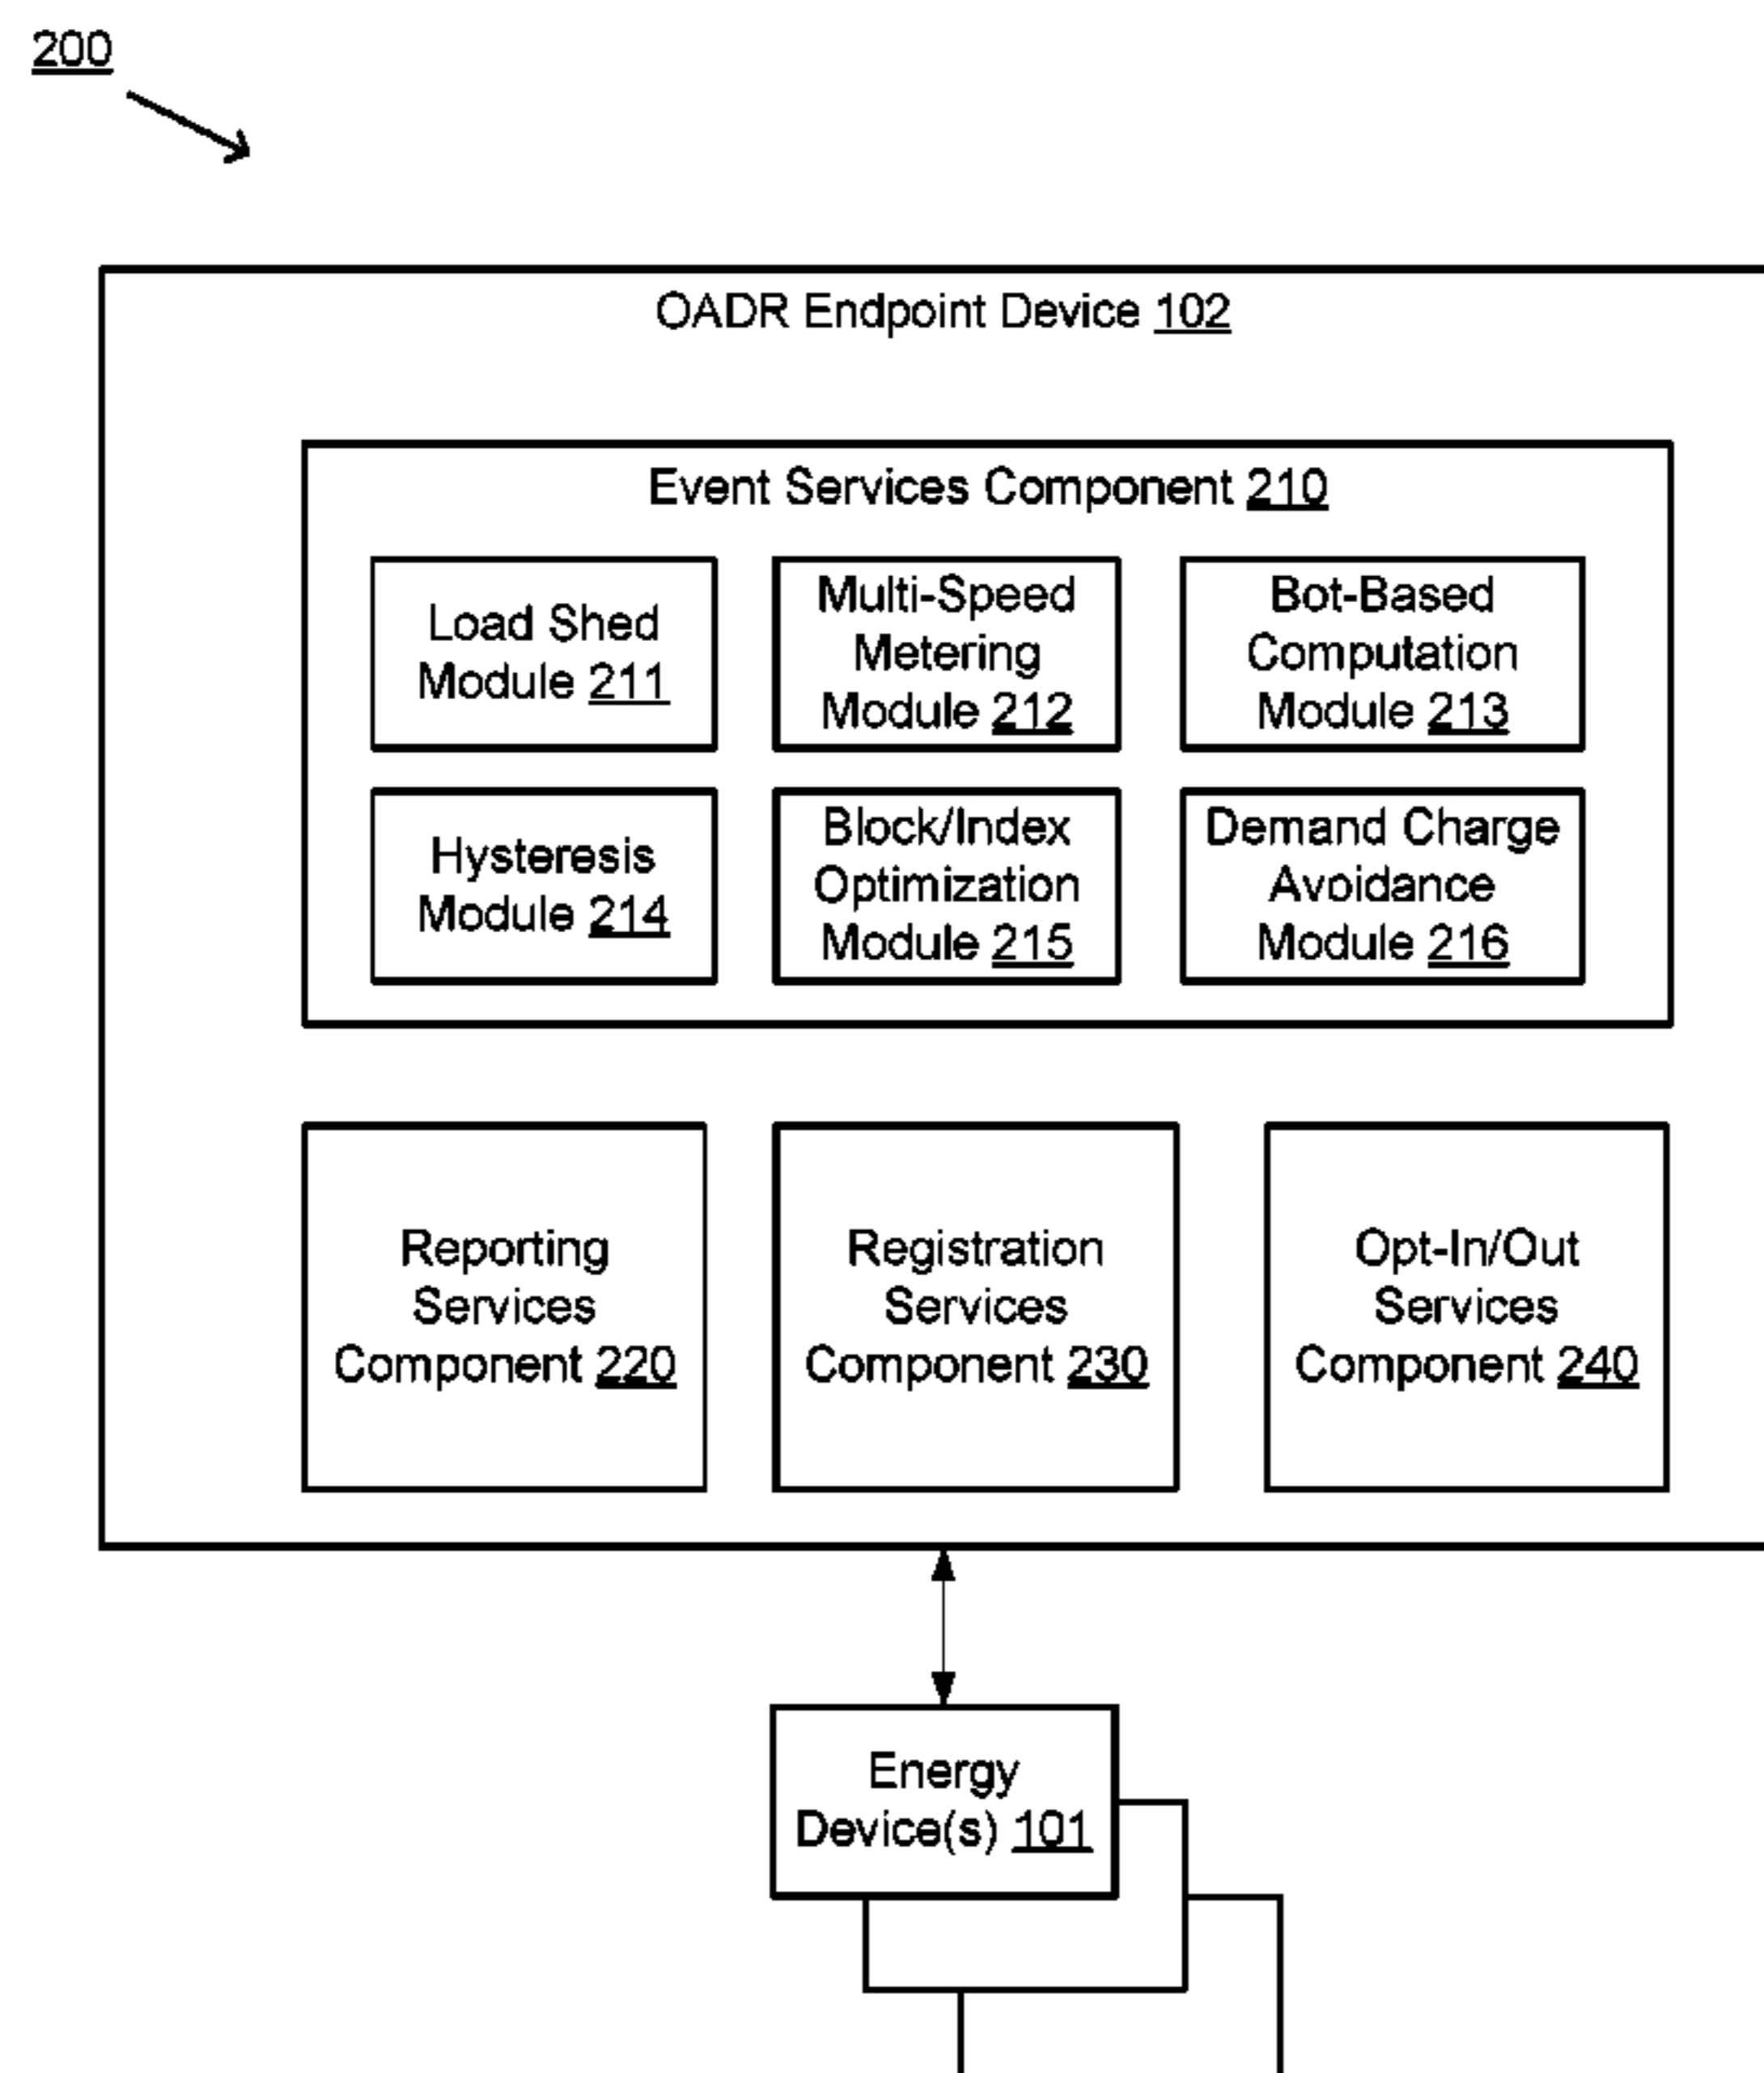 200
OADR Endpoint Device 102
Event Services Component 210
Load Shed
Module 211
Multi-Speed
Metering
Module 212
Bot-Based
Computation
Module 213
Hysteresis
Module 214
Block/Index
Optimization
Module 215
Demand Charge
Avoidance
Module 216
Reporting
Services
Component 220
Registration
Services
Component 230
Opt-In/Out
Services
Component 240
Energy
Device(s) 101